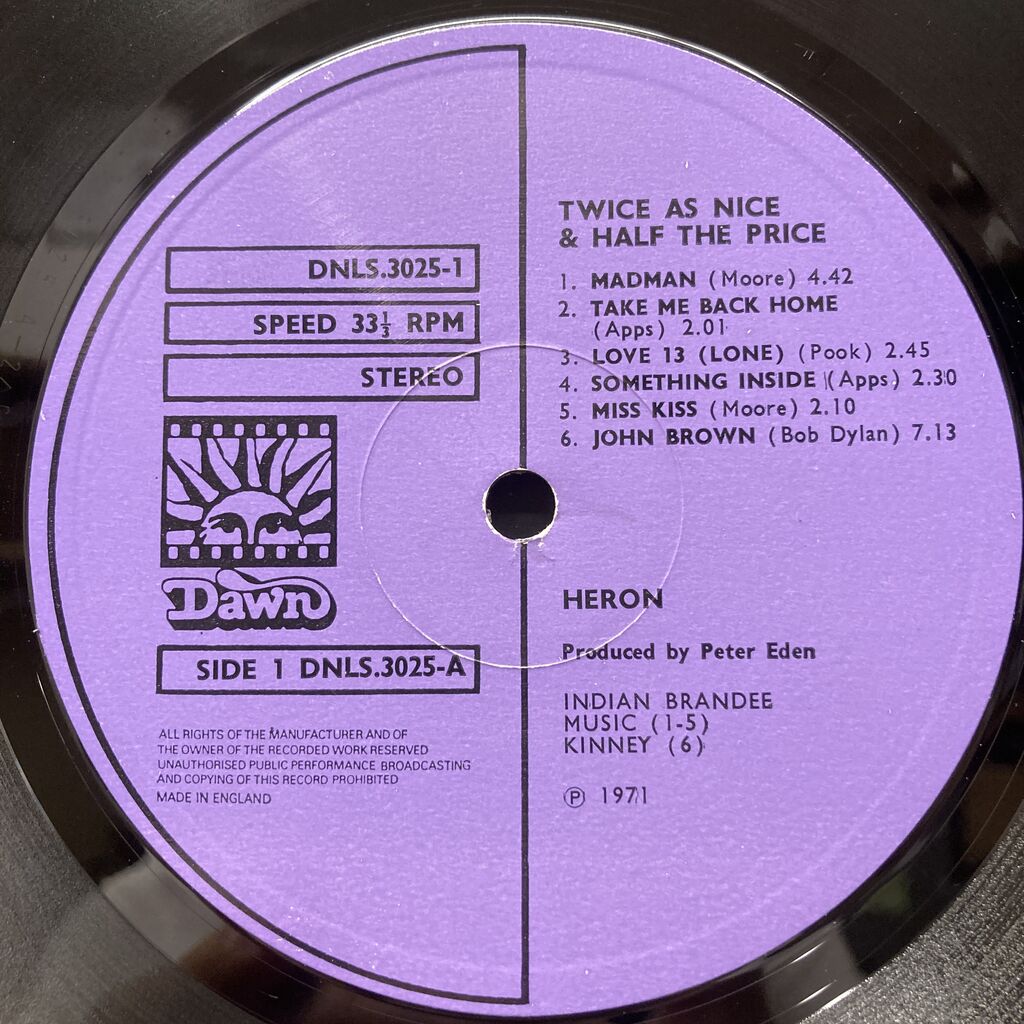 DNLS.3025-1
SPEED 33⅓ RPM
STEREO
Dawn
SIDE 1 DNLS.3025-A
ALL RIGHTS OF THE MANUFACTURER AND OF
THE OWNER OF THE RECORDED WORK RESERVED
UNAUTHORISED PUBLIC PERFORMANCE BROADCASTING
AND COPYING OF THIS RECORD PROHIBITED
MADE IN ENGLAND
TWICE AS NICE
& HALF THE PRICE
1. MADMAN (Moore) 4.42
2. TAKE ME BACK HOME
(Apps) 2.01
3. LOVE 13 (LONE) (Pook) 2.45
4. SOMETHING INSIDE (Apps) 2.30
5. MISS KISS (Moore) 2.10
6. JOHN BROWN (Bob Dylan) 7.13
HERON
Produced by Peter Eden
INDIAN BRANDEE
MUSIC (1-5)
KINNEY (6)
℗ 1971